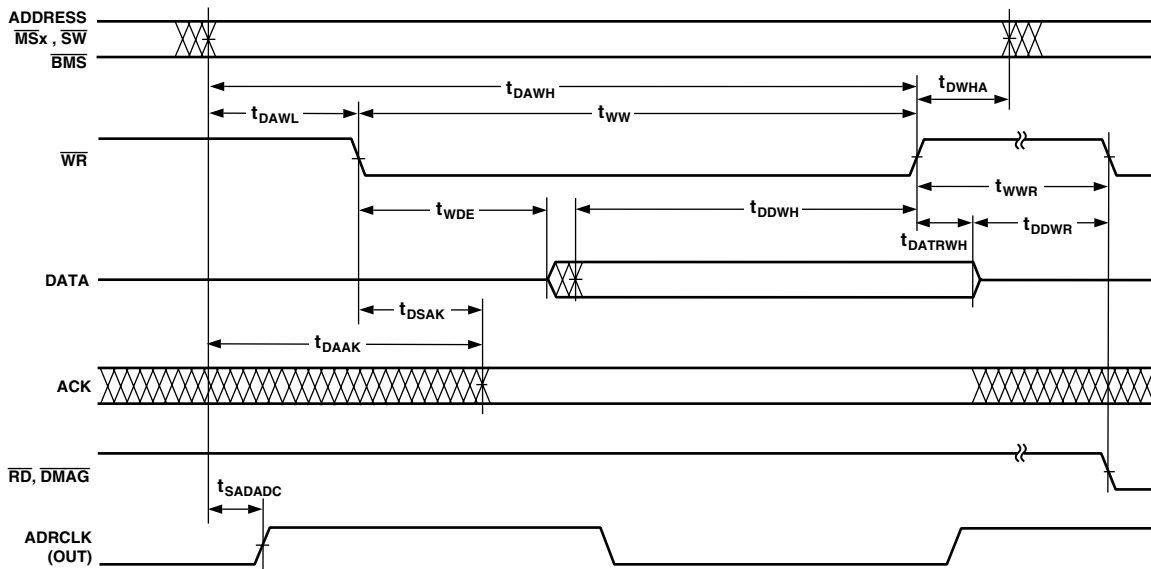 ADDRESS
MSx , SW
BMS
tDAWH
tDWHA
tDAWL
tWW
WR
tWWR
tWDE
tDDWH
tDDWR
tDATRWH
DATA
tDSAK
tDAAK
ACK
RD, DMAG
tSADADC
ADRCLK
(OUT)